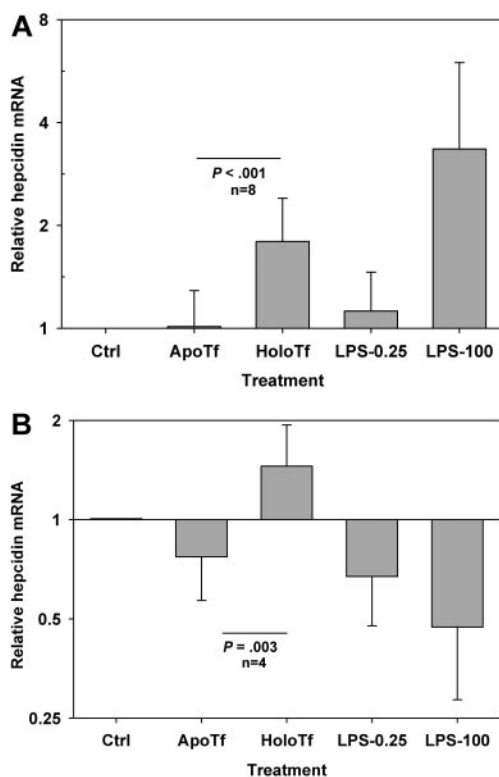 A
Relative hepcidin mRNA
8
4
2
1
P < .001
n=8
Ctrl ApoTf HoloTf LPS-0.25 LPS-100
Treatment
B
Relative hepcidin mRNA
2
1
0.5
0.25
P = .003
n=4
Ctrl ApoTf HoloTf LPS-0.25 LPS-100
Treatment